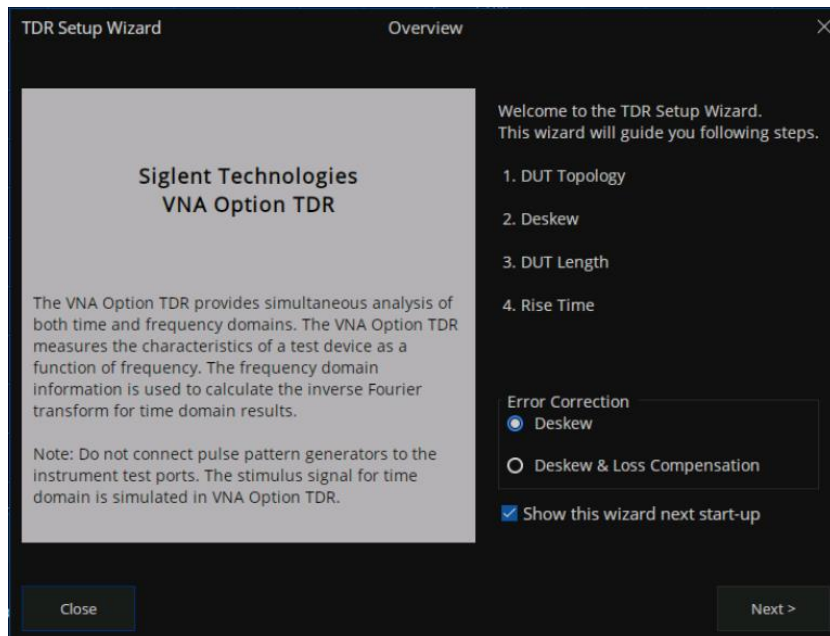 TDR Setup Wizard
Overview
Siglent Technologies
VNA Option TDR
The VNA Option TDR provides simultaneous analysis of
both time and frequency domains. The VNA Option TDR
measures the characteristics of a test device as a
function of frequency. The frequency domain
information is used to calculate the inverse Fourier
transform for time domain results.
Note: Do not connect pulse pattern generators to the
instrument test ports. The stimulus signal for time
domain is simulated in VNA Option TDR.
Welcome to the TDR Setup Wizard.
This wizard will guide you following steps.
1. DUT Topology
2. Deskew
3. DUT Length
4. Rise Time
Error Correction
Deskew
Deskew & Loss Compensation
Show this wizard next start-up
Close
Next >